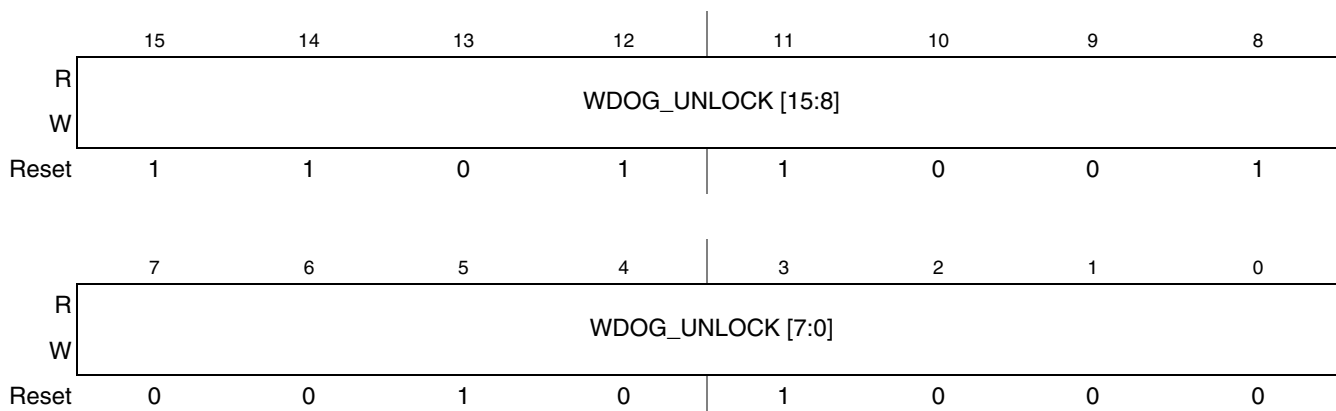 15 14 13 12 11 10 9 8
R
WDOG_UNLOCK [15:8]
W
Reset 1 1 0 1 1 0 0 1
7 6 5 4 3 2 1 0
R
WDOG_UNLOCK [7:0]
W
Reset 0 0 1 0 1 0 0 0